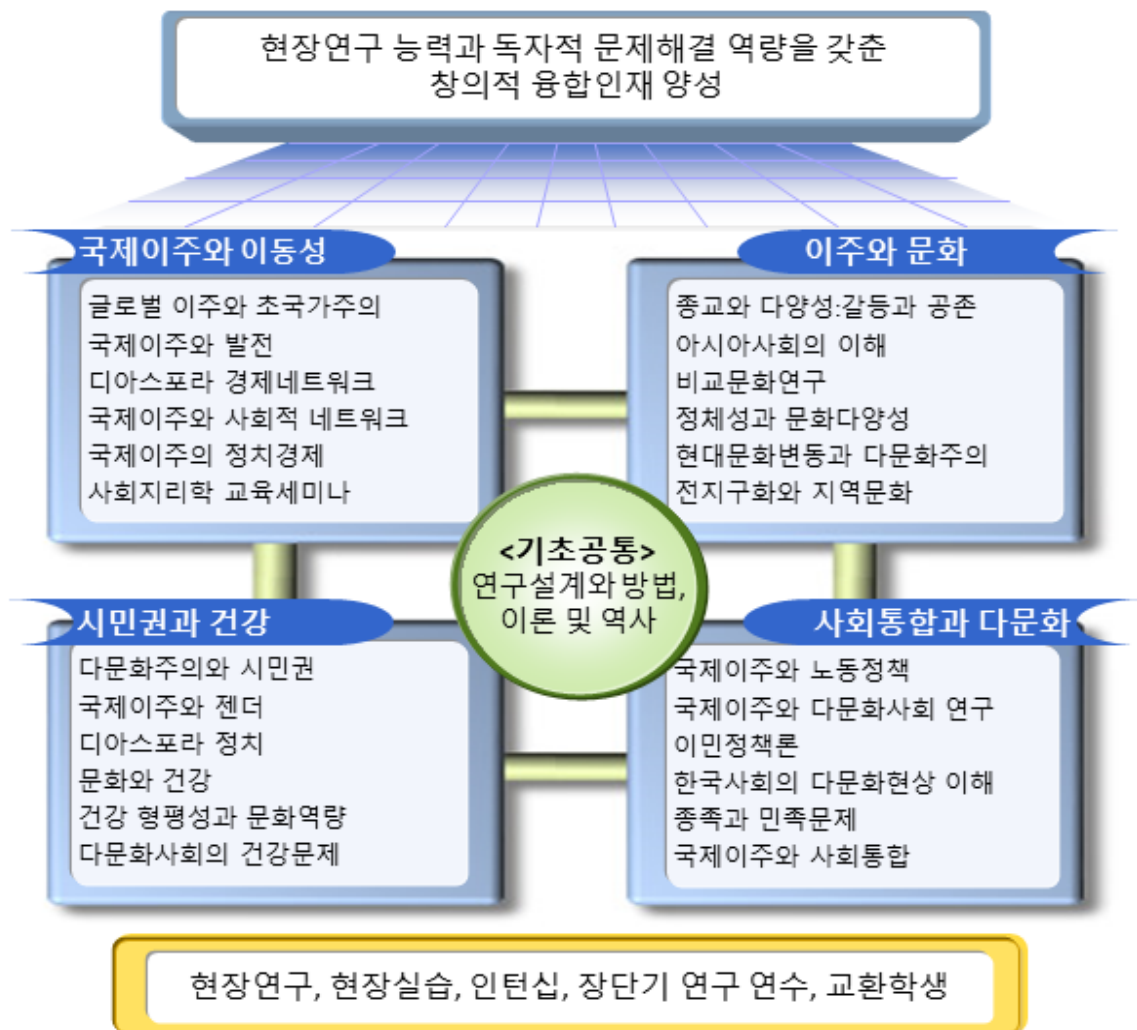 현장연구 능력과 독자적 문제해결 역량을 갖춘
창의적 융합인재 양성
국제이주와 이동성
글로벌 이주와 초국가주의
국제이주와 발전
디아스포라 경제네트워크
국제이주와 사회적 네트워크
국제이주의 정치경제
사회지리학 교육세미나
이주와 문화
종교와 다양성:갈등과 공존
아시아사회의 이해
비교문화연구
정체성과 문화다양성
현대문화변동과 다문화주의
전지구화와 지역문화
<기초공통>
연구설계와 방법,
이론 및 역사
시민권과 건강
다문화주의와 시민권
국제이주와 젠더
디아스포라 정치
문화와 건강
건강 형평성과 문화역량
다문화사회의 건강문제
사회통합과 다문화
국제이주와 노동정책
국제이주와 다문화사회 연구
이민정책론
한국사회의 다문화현상 이해
종족과 민족문제
국제이주와 사회통합
현장연구, 현장실습, 인턴십, 장단기 연구 연수, 교환학생